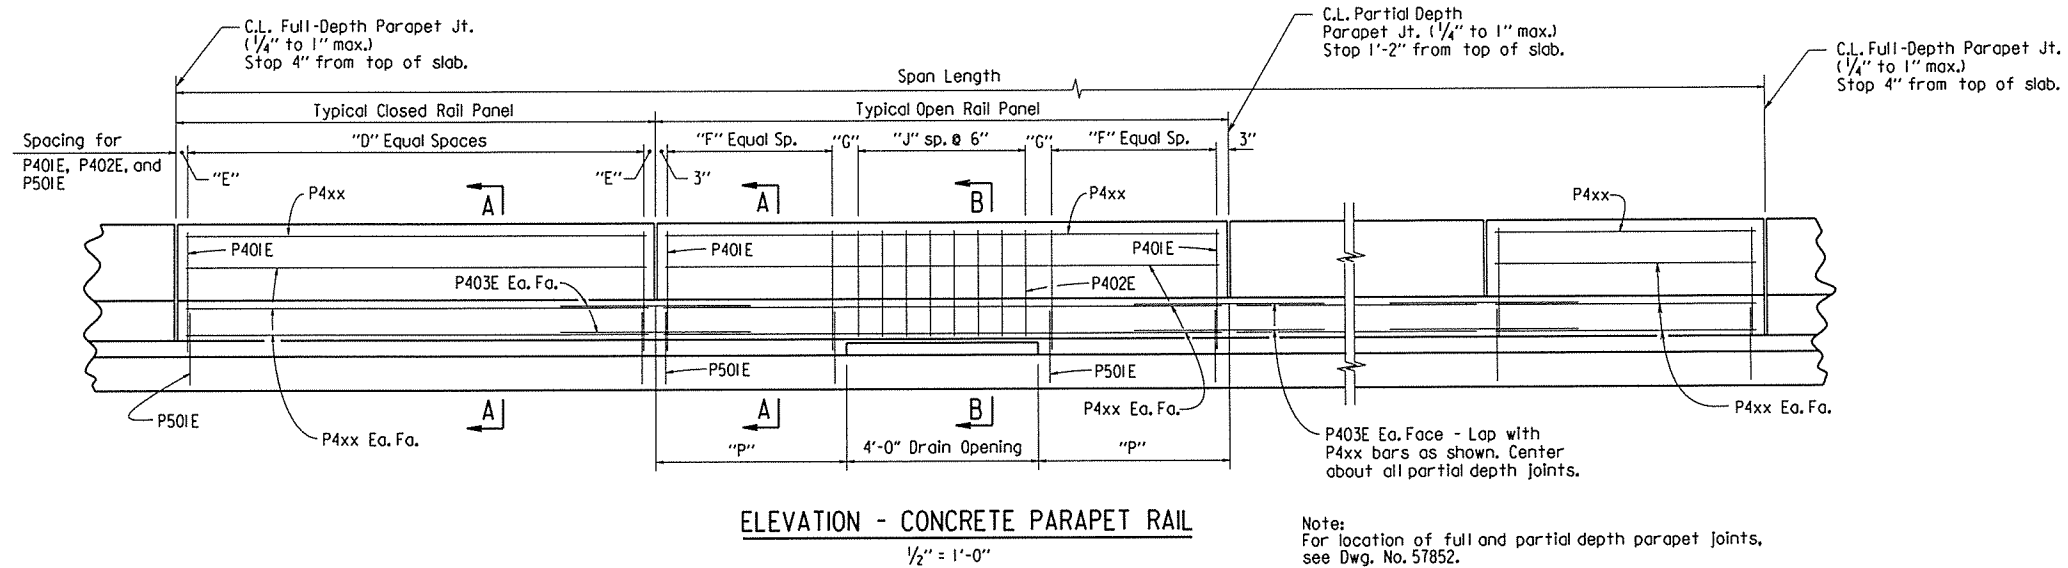 C.L. Full-Depth Parapet Jt.
(1/4" to 1" max.)
Stop 4" from top of slab.
C.L. Partial Depth
Parapet Jt. (1/4" to 1" max.)
Stop 1'-2" from top of slab.
C.L. Full-Depth Parapet Jt.
(1/4" to 1" max.)
Stop 4" from top of slab.
Span Length
Typical Closed Rail Panel
Typical Open Rail Panel
Spacing for
P401E, P402E, and
P501E
"D" Equal Spaces
"F" Equal Sp.
"G"
"J" sp. @ 6"
"G"
"F" Equal Sp.
3"
"E"
"E"
3"
A
A
B
P4xx
P4xx
P4xx
P401E
P401E
P401E
P403E Ea. Fa.
P402E
P501E
P501E
P501E
P4xx Ea. Fa.
P4xx Ea. Fa.
P4xx Ea. Fa.
A
A
B
"P"
4'-0" Drain Opening
"P"
P403E Ea. Face - Lap with
P4xx bars as shown. Center
about all partial depth joints.
ELEVATION - CONCRETE PARAPET RAIL
1/2" = 1'-0"
Note:
For location of full and partial depth parapet joints,
see Dwg. No. 57852.